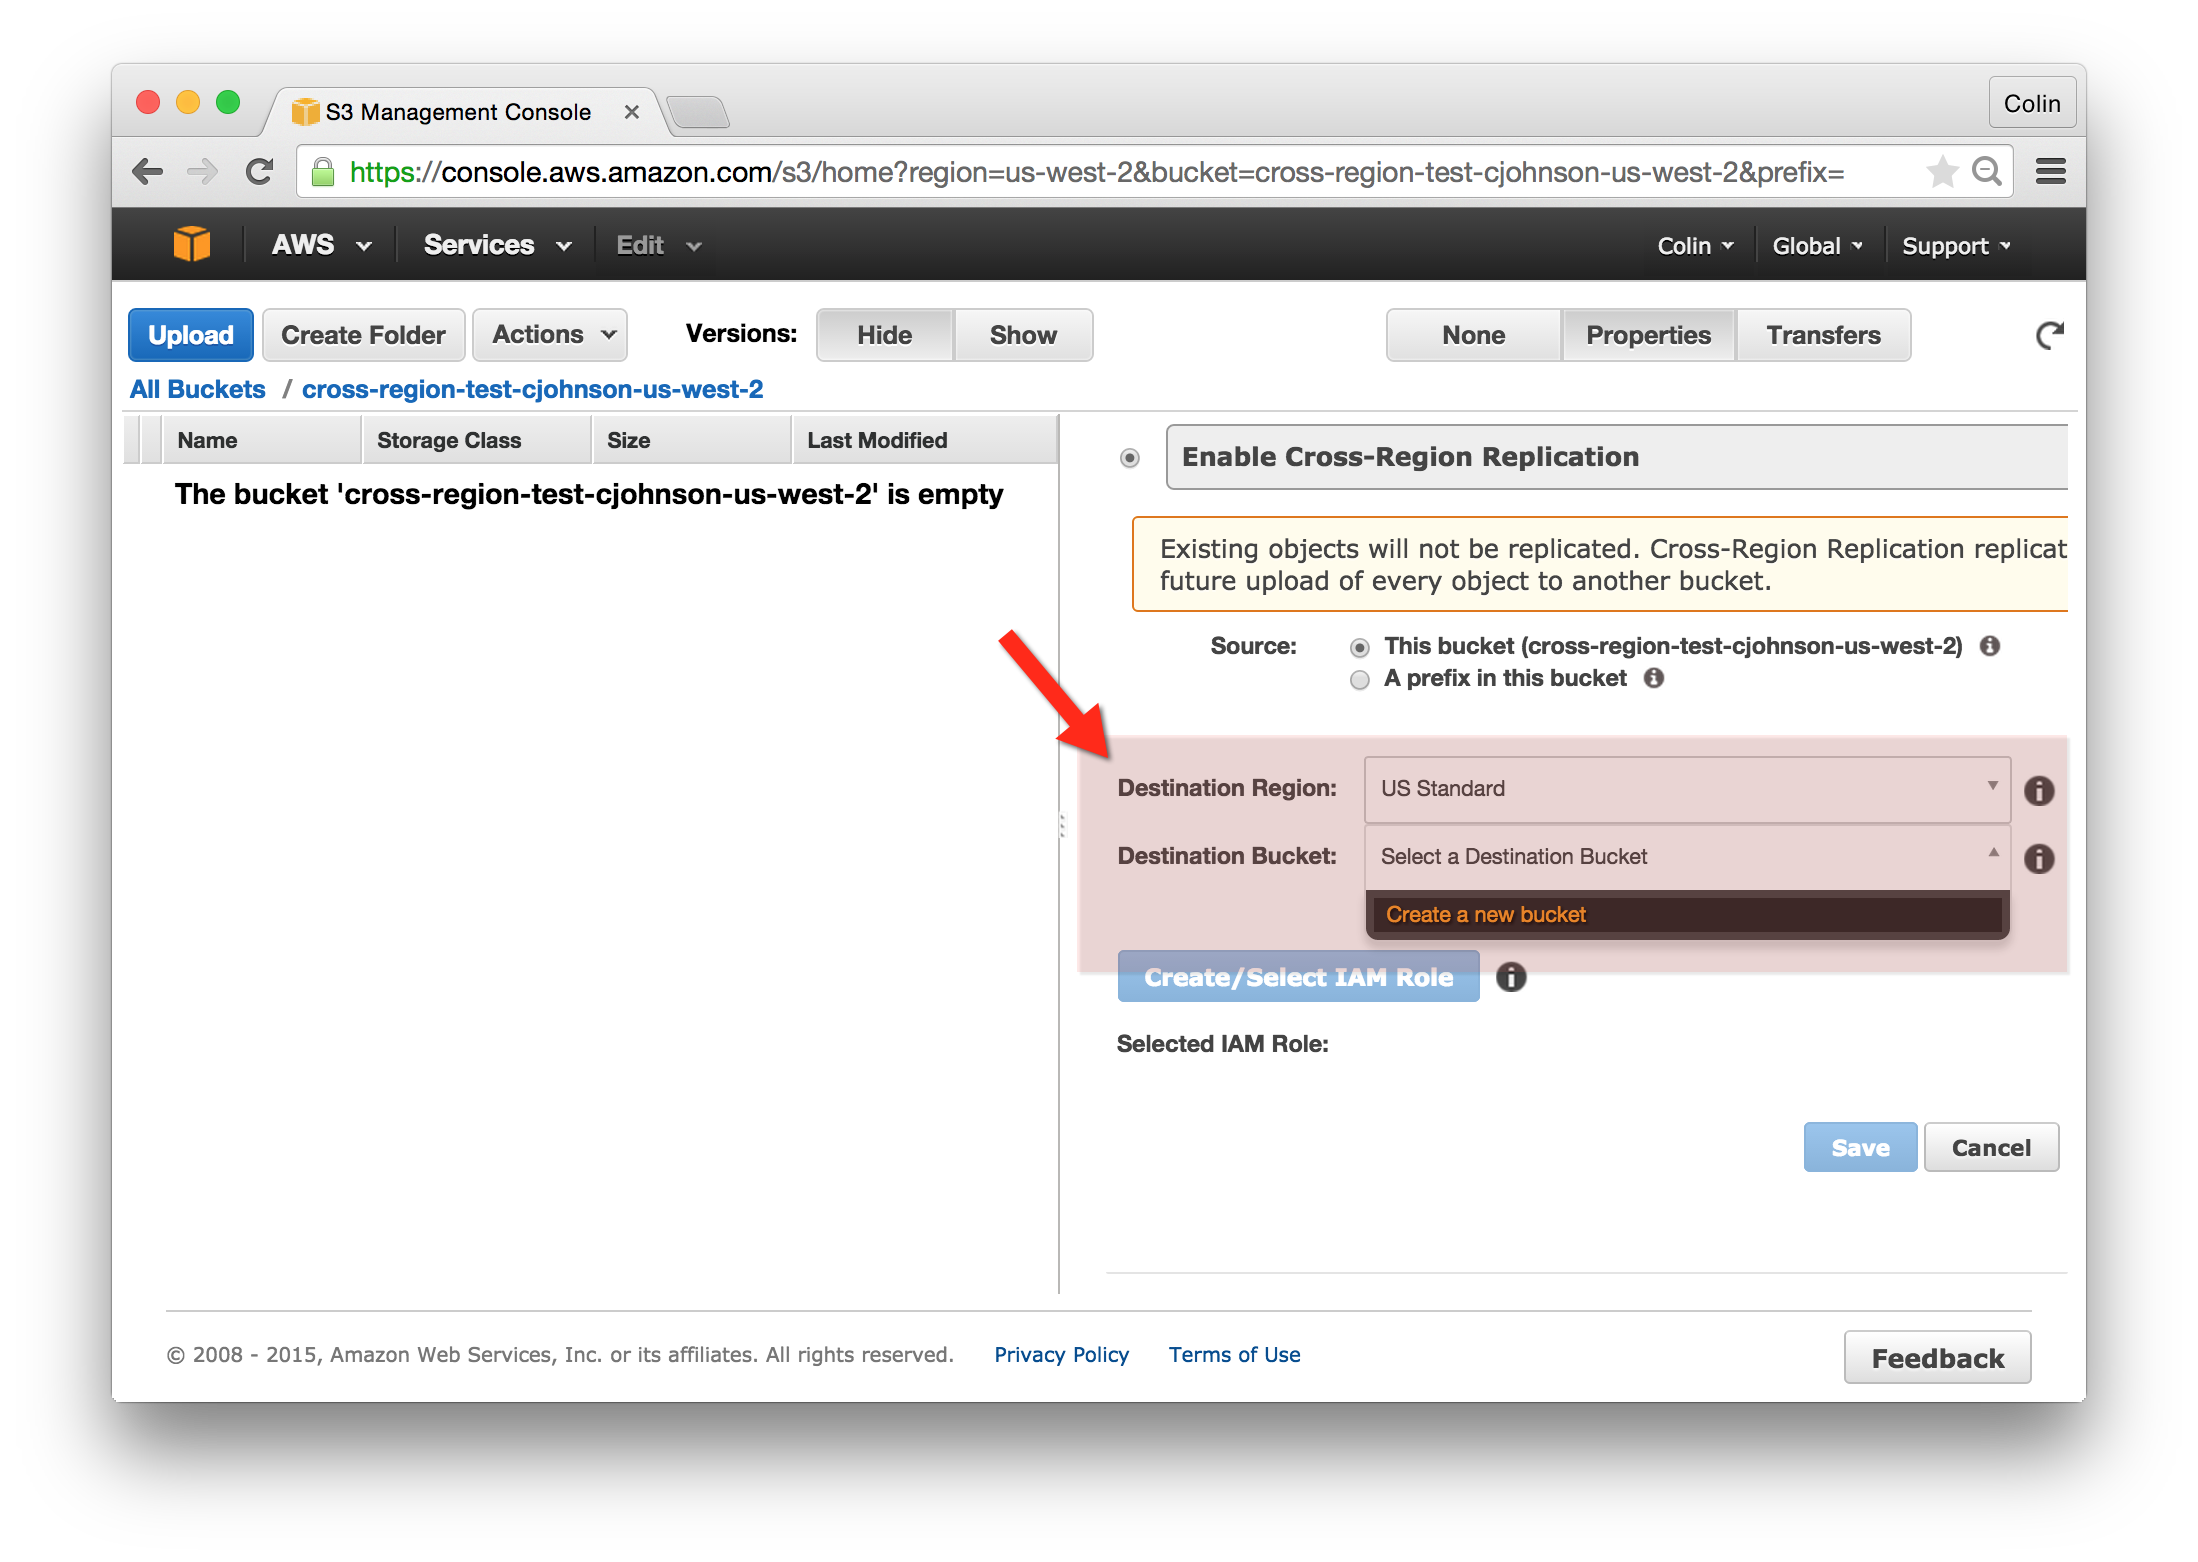 S3 Management Console
Colin
https://console.aws.amazon.com/s3/home?region=us-west-2&bucket=cross-region-test-cjohnson-us-west-2&prefix=
AWS Services Edit Colin Global Support
Upload Create Folder Actions Versions: Hide Show None Properties Transfers
All Buckets / cross-region-test-cjohnson-us-west-2
Name Storage Class Size Last Modified
The bucket 'cross-region-test-cjohnson-us-west-2' is empty
Enable Cross-Region Replication
Existing objects will not be replicated. Cross-Region Replication replicat
future upload of every object to another bucket.
Source: This bucket (cross-region-test-cjohnson-us-west-2)
A prefix in this bucket
Destination Region: US Standard
Destination Bucket: Select a Destination Bucket
Create a new bucket
Create/Select IAM Role
Selected IAM Role:
Save Cancel
© 2008 - 2015, Amazon Web Services, Inc. or its affiliates. All rights reserved. Privacy Policy Terms of Use
Feedback